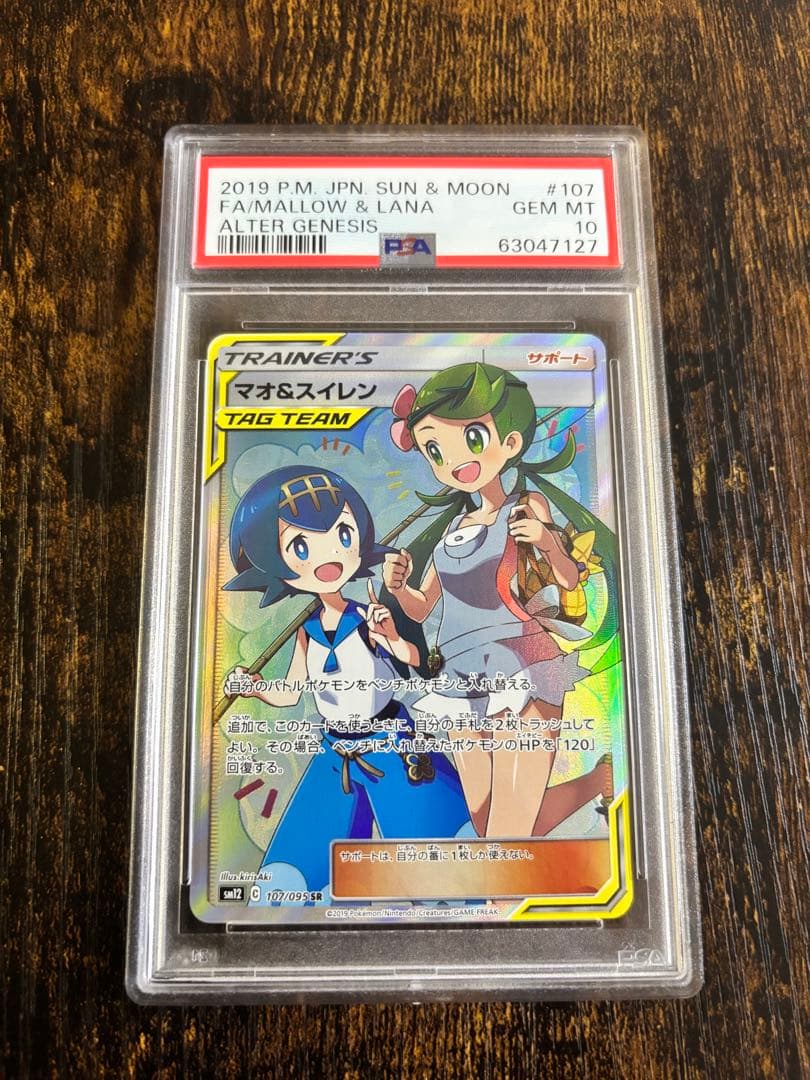 2019 P.M. JPN. SUN & MOON #107
FA/MALLOW & LANA GEM MT
ALTER GENESIS 10
PSA 63047127
TRAINER'S サポート
マオ&スイレン
TAG TEAM
自分のバトルポケモンをベンチポケモンと入れ替える。
追加で、このカードを使うときに、自分の手札を2枚トラッシュして
よい。その場合、ベンチに入れ替えたポケモンのHPを「120」
回復する。
サポートは、自分の番に1枚しか使えない。
Illus.kirisAki
sm12 C 107/095 SR
©2019 Pokémon/Nintendo/Creatures/GAME FREAK
PSA